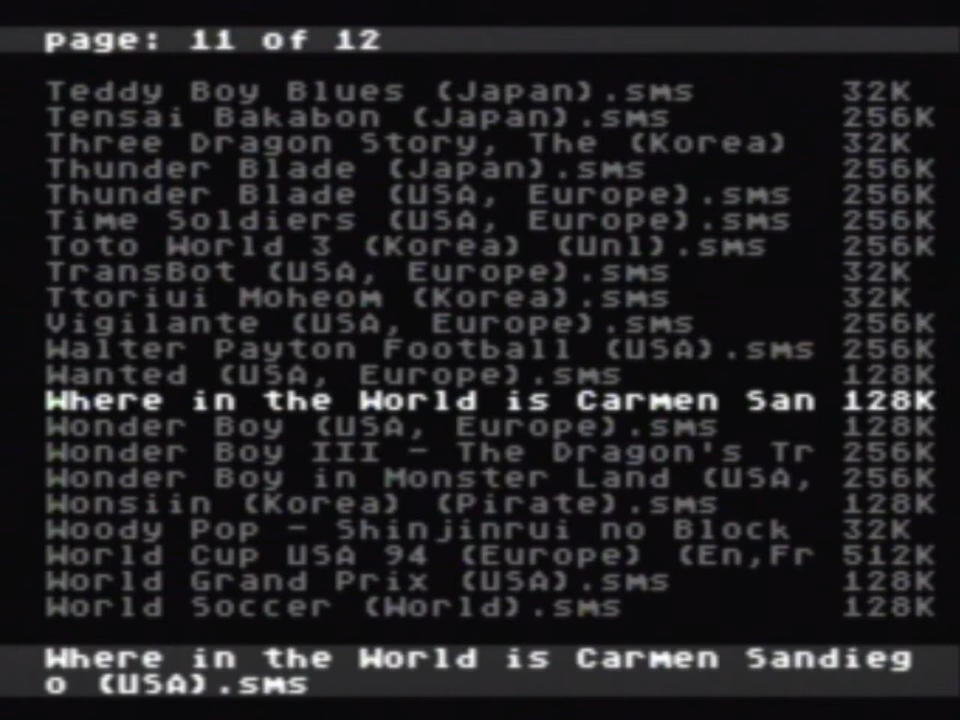 page: 11 of 12
Teddy Boy Blues (Japan).sms 32K
Tensai Bakabon (Japan).sms 256K
Three Dragon Story, The (Korea) 32K
Thunder Blade (Japan).sms 256K
Thunder Blade (USA, Europe).sms 256K
Time Soldiers (USA, Europe).sms 256K
Toto World 3 (Korea) (Unl).sms 256K
TransBot (USA, Europe).sms 32K
Ttoriui Moheom (Korea).sms 32K
Vigilante (USA, Europe).sms 256K
Walter Payton Football (USA).sms 256K
Wanted (USA, Europe).sms 128K
Where in the World is Carmen San 128K
Wonder Boy (USA, Europe).sms 128K
Wonder Boy III - The Dragon's Tr 256K
Wonder Boy in Monster Land (USA, 256K
Wonsiin (Korea) (Pirate).sms 128K
Woody Pop - Shinjinrui no Block 32K
World Cup USA 94 (Europe) (En,Fr 512K
World Grand Prix (USA).sms 128K
World Soccer (World).sms 128K
Where in the World is Carmen Sandieg
o (USA).sms